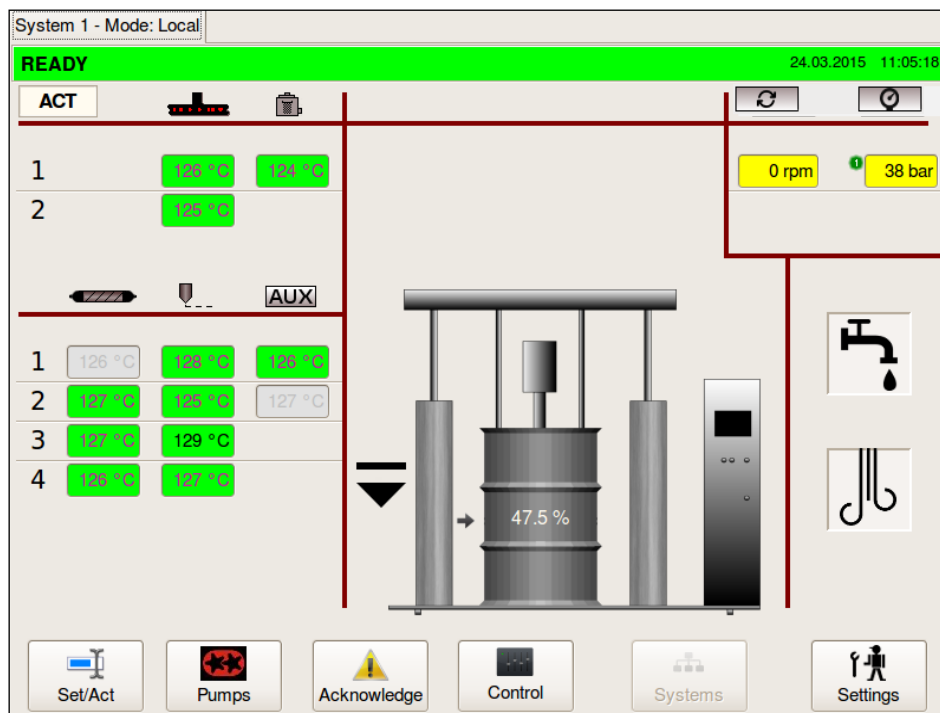 System 1 - Mode: Local
READY 24.03.2015 11:05:18
ACT
1 126 °C 124 °C 0 rpm 1 38 bar
2 125 °C
AUX
1 126 °C 128 °C 126 °C
2 127 °C 125 °C 127 °C
3 127 °C 129 °C
4 126 °C 127 °C
47.5 %
Set/Act Pumps Acknowledge Control Systems Settings